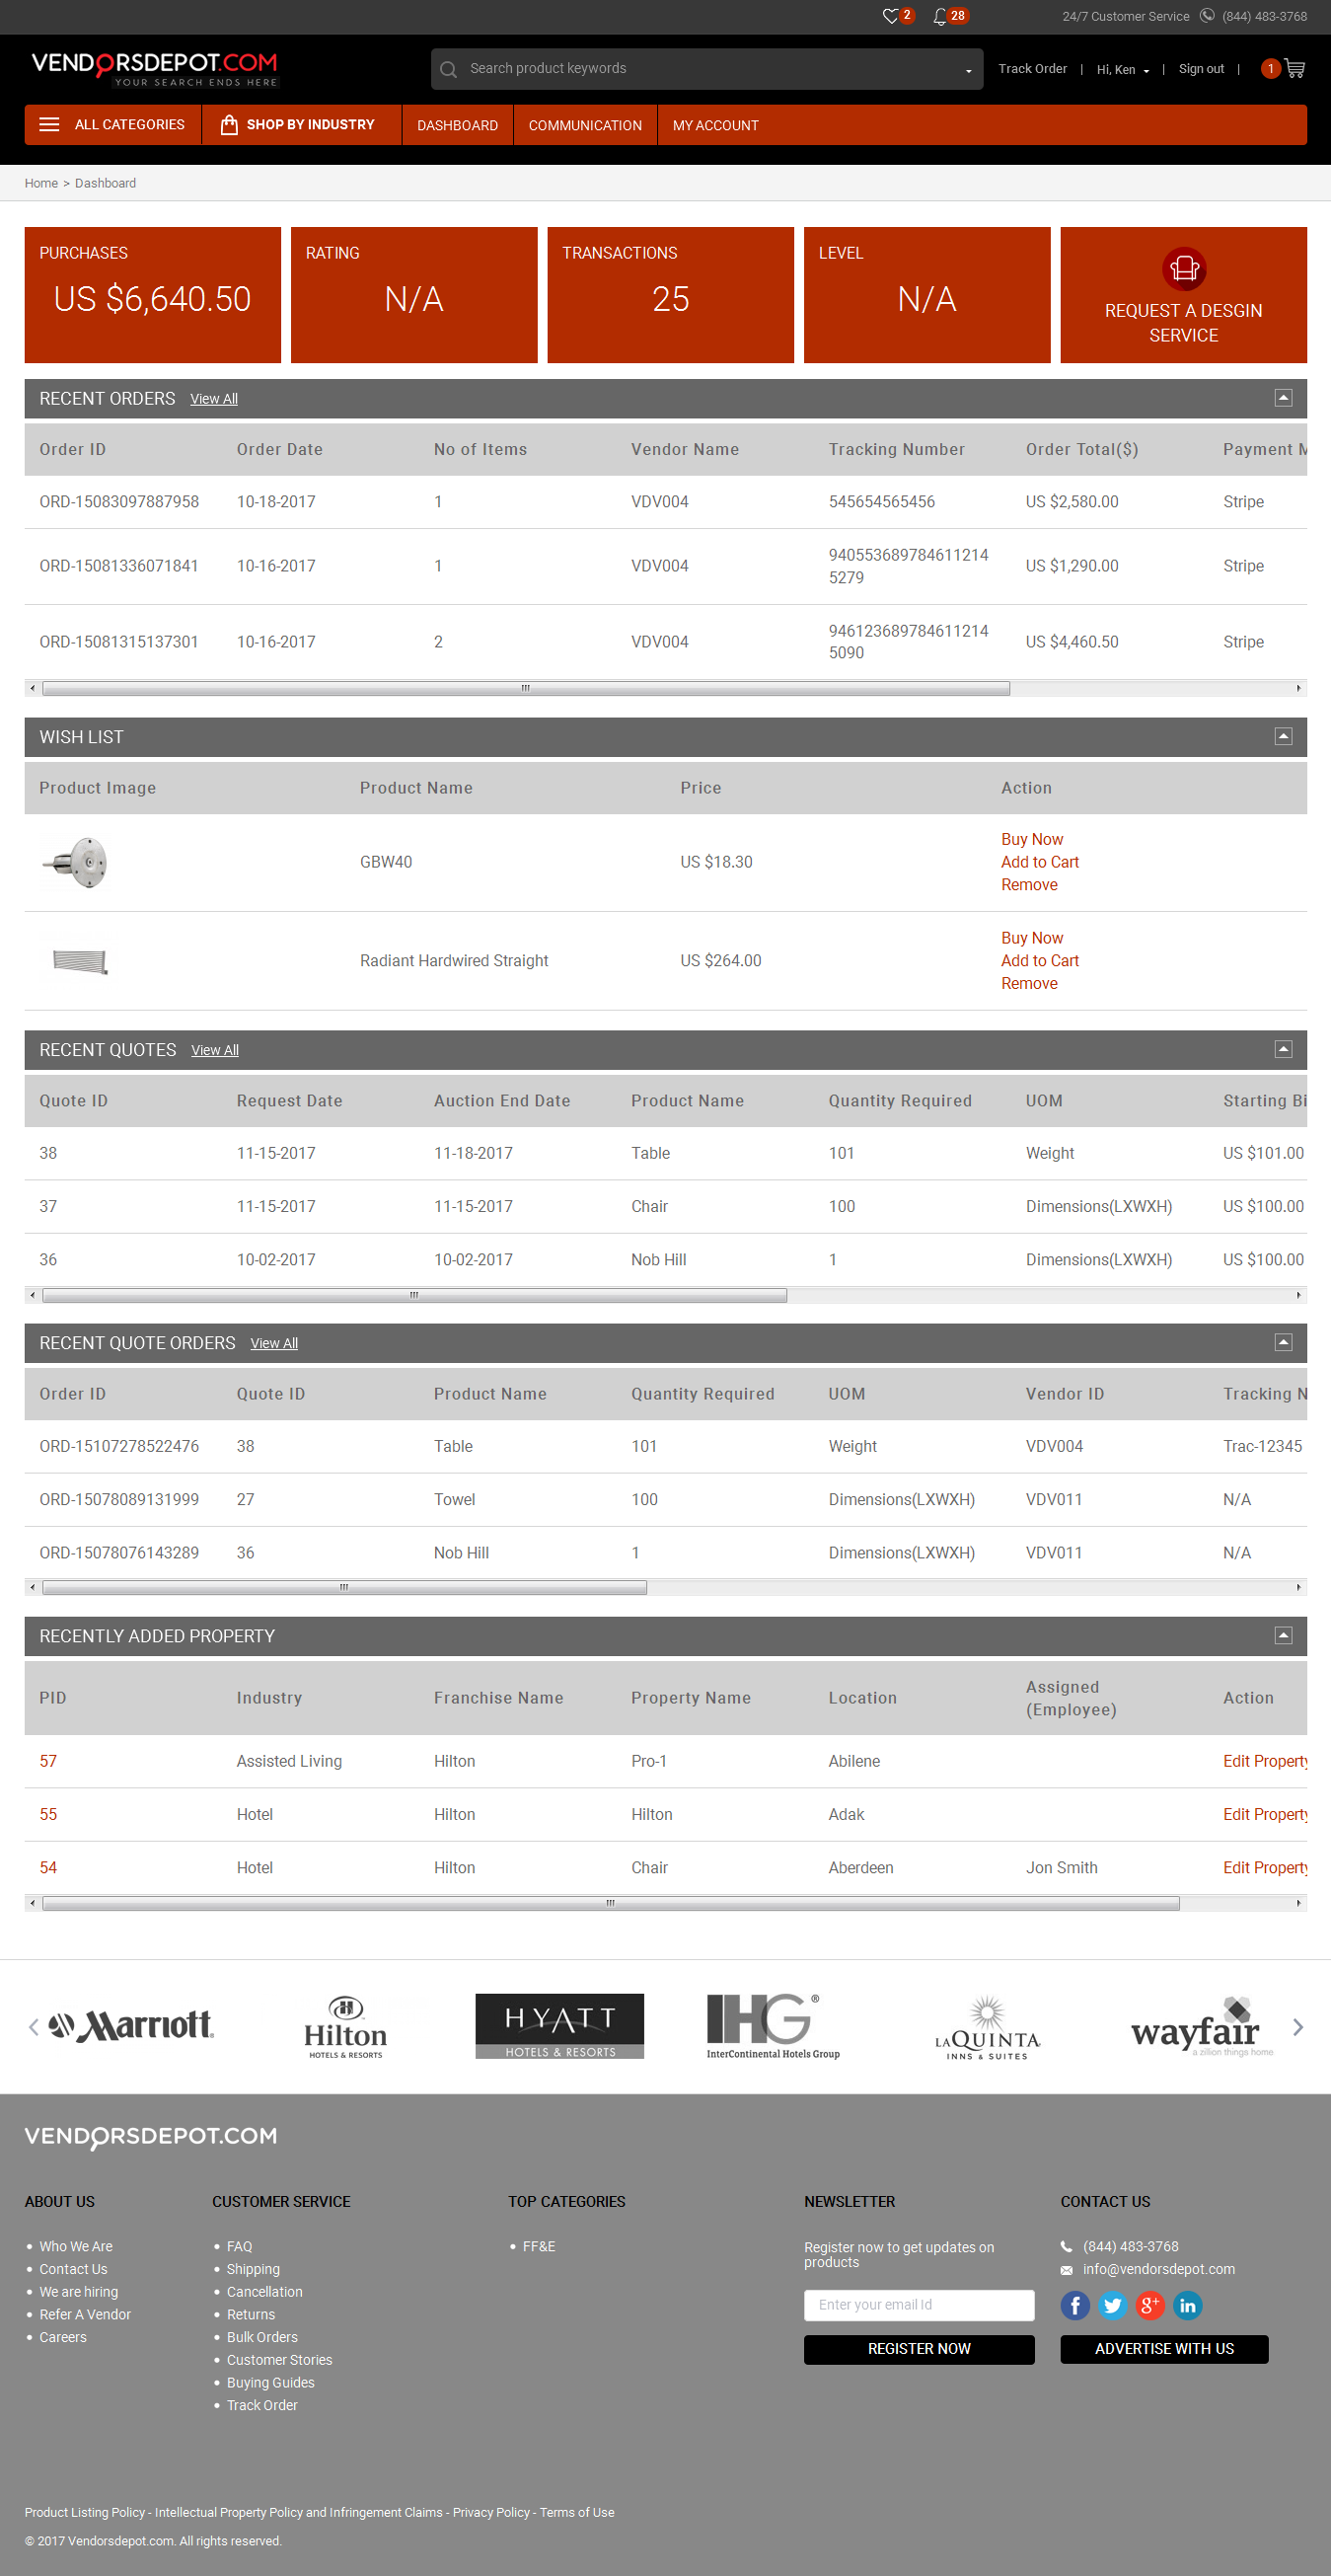 2 28 24/7 Customer Service (844) 483-3768
VENDORSDEPOT.COM
YOUR SEARCH ENDS HERE
Search product keywords
Track Order | Hi, Ken | Sign out | 1
ALL CATEGORIES SHOP BY INDUSTRY DASHBOARD COMMUNICATION MY ACCOUNT
Home > Dashboard
PURCHASES RATING TRANSACTIONS LEVEL
US $6,640.50 N/A 25 N/A
REQUEST A DESGIN
SERVICE
RECENT ORDERS View All
Order ID Order Date No of Items Vendor Name Tracking Number Order Total($) Payment M
ORD-15083097887958 10-18-2017 1 VDV004 545654565456 US $2,580.00 Stripe
ORD-15081336071841 10-16-2017 1 VDV004 940553689784611214
5279 US $1,290.00 Stripe
ORD-15081315137301 10-16-2017 2 VDV004 946123689784611214
5090 US $4,460.50 Stripe
WISH LIST
Product Image Product Name Price Action
GBW40 US $18.30 Buy Now
Add to Cart
Remove
Radiant Hardwired Straight US $264.00 Buy Now
Add to Cart
Remove
RECENT QUOTES View All
Quote ID Request Date Auction End Date Product Name Quantity Required UOM Starting Bi
38 11-15-2017 11-18-2017 Table 101 Weight US $101.00
37 11-15-2017 11-15-2017 Chair 100 Dimensions(LXWXH) US $100.00
36 10-02-2017 10-02-2017 Nob Hill 1 Dimensions(LXWXH) US $100.00
RECENT QUOTE ORDERS View All
Order ID Quote ID Product Name Quantity Required UOM Vendor ID Tracking N
ORD-15107278522476 38 Table 101 Weight VDV004 Trac-12345
ORD-15078089131999 27 Towel 100 Dimensions(LXWXH) VDV011 N/A
ORD-15078076143289 36 Nob Hill 1 Dimensions(LXWXH) VDV011 N/A
RECENTLY ADDED PROPERTY
PID Industry Franchise Name Property Name Location Assigned
(Employee) Action
57 Assisted Living Hilton Pro-1 Abilene Edit Property
55 Hotel Hilton Hilton Adak Edit Property
54 Hotel Hilton Chair Aberdeen Jon Smith Edit Property
Marriott
Hilton
HOTELS & RESORTS
HYATT
HOTELS & RESORTS
IHG®
InterContinental Hotels Group
LAQUINTA
INNS & SUITES
wayfair
a zillion things home
VENDORSDEPOT.COM
ABOUT US
Who We Are
Contact Us
We are hiring
Refer A Vendor
Careers
CUSTOMER SERVICE
FAQ
Shipping
Cancellation
Returns
Bulk Orders
Customer Stories
Buying Guides
Track Order
TOP CATEGORIES
FF&E
NEWSLETTER
Register now to get updates on
products
Enter your email Id
REGISTER NOW
CONTACT US
(844) 483-3768
info@vendorsdepot.com
f g+ in
ADVERTISE WITH US
Product Listing Policy - Intellectual Property Policy and Infringement Claims - Privacy Policy - Terms of Use
© 2017 Vendorsdepot.com. All rights reserved.